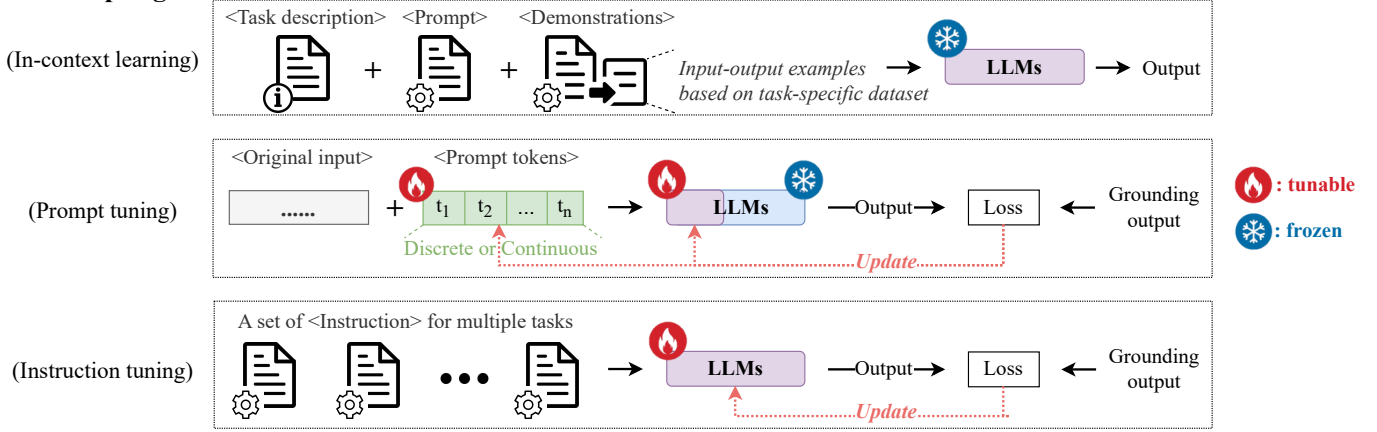 (In-context learning)
<Task description> <Prompt> <Demonstrations>
+ +
i
Input-output examples
based on task-specific dataset
LLMs
Output
(Prompt tuning)
<Original input> <Prompt tokens>
......
+
t1 t2 ... tn
Discrete or Continuous
LLMs
Output
Loss
Grounding
output
Update
: tunable
: frozen
(Instruction tuning)
A set of <Instruction> for multiple tasks
LLMs
Output
Loss
Grounding
output
Update